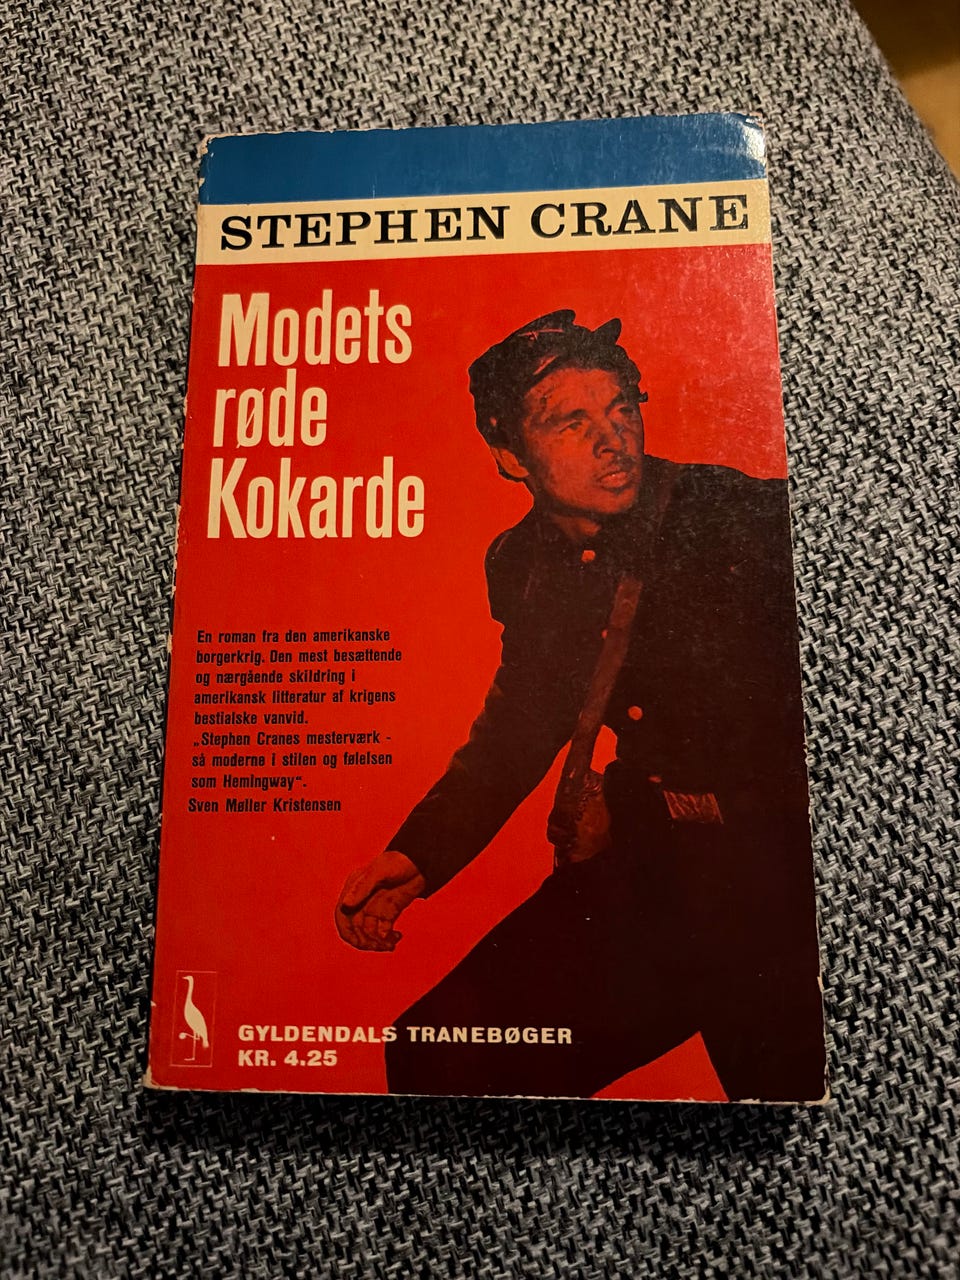 STEPHEN CRANE
Modets
røde
Kokarde
En roman fra den amerikanske
borgerkrig. Den mest besættende
og nærgående skildring i
amerikansk litteratur af krigens
bestialske vanvid.
„Stephen Cranes mesterværk -
så moderne i stilen og følelsen
som Hemingway“.
Sven Møller Kristensen
GYLDENDALS TRANEBØGER
KR. 4.25